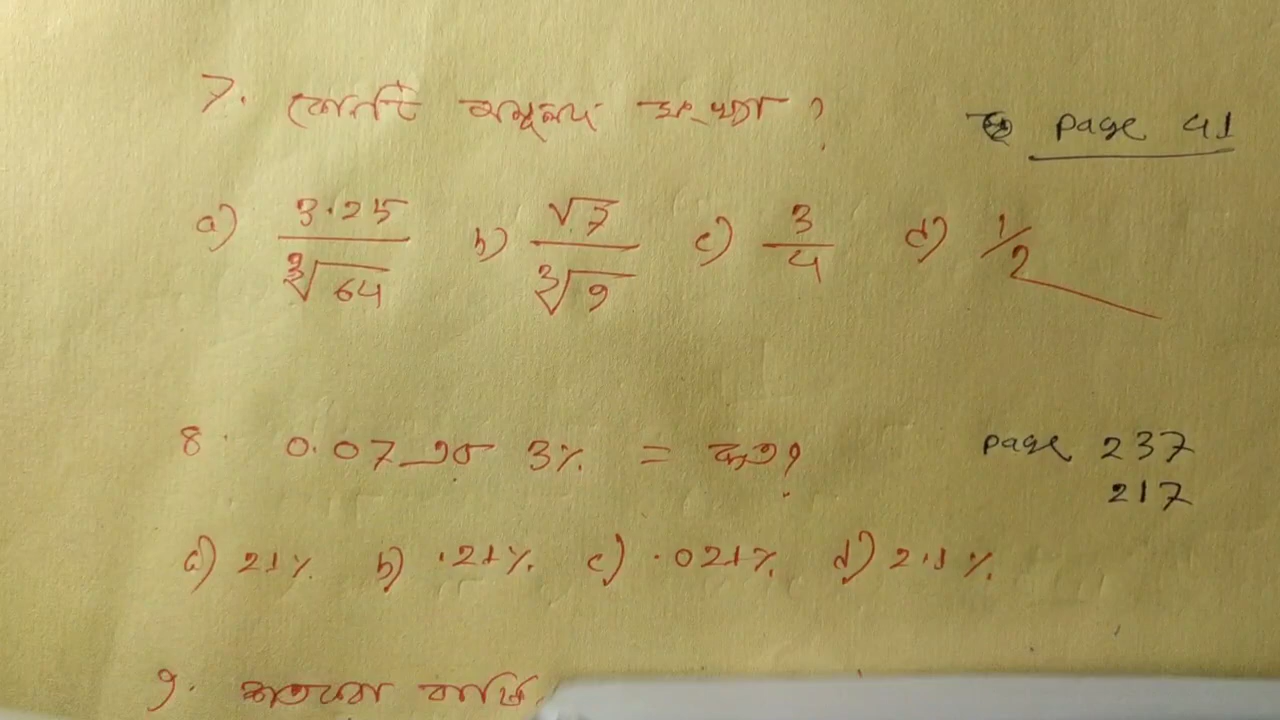 7. কোনটি অমূলদ সংখ্যা ?
page 41
a) 3.25/∛64 b) √7/∛9 c) 3/4 d) 1/2
8. 0.07 এর 3% = কত?
page 237
217
a) 21% b) .21% c) .021% d) 2.1%
9. শতকরা বার্ষিক